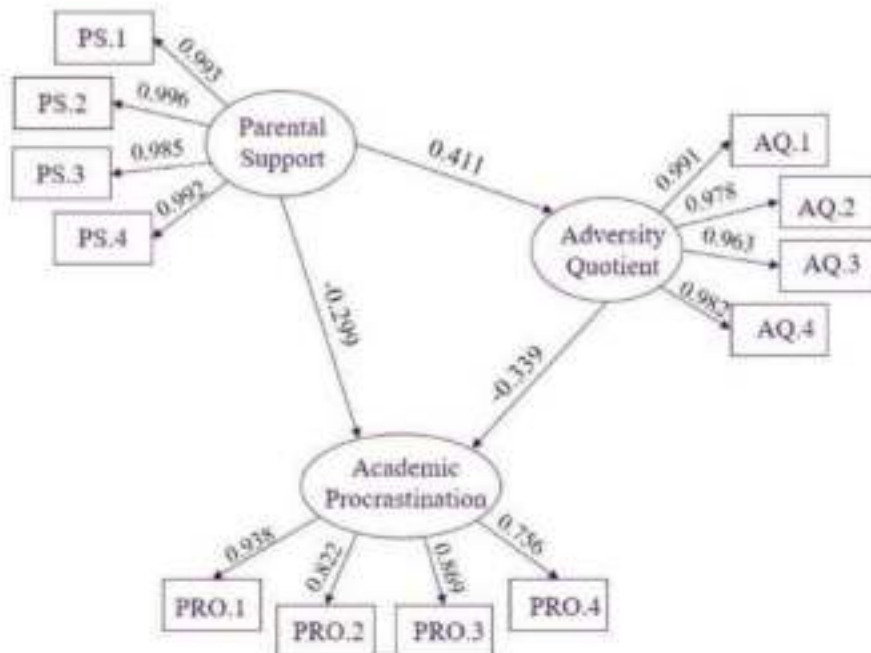 PS.1
0.993
PS.2
0.996
PS.3
0.985
PS.4
0.992
Parental
Support
0.411
Adversity
Quotient
0.991
AQ.1
0.978
AQ.2
0.963
AQ.3
0.982
AQ.4
-0.299
-0.339
Academic
Procrastination
0.938
0.822
0.869
0.756
PRO.1
PRO.2
PRO.3
PRO.4